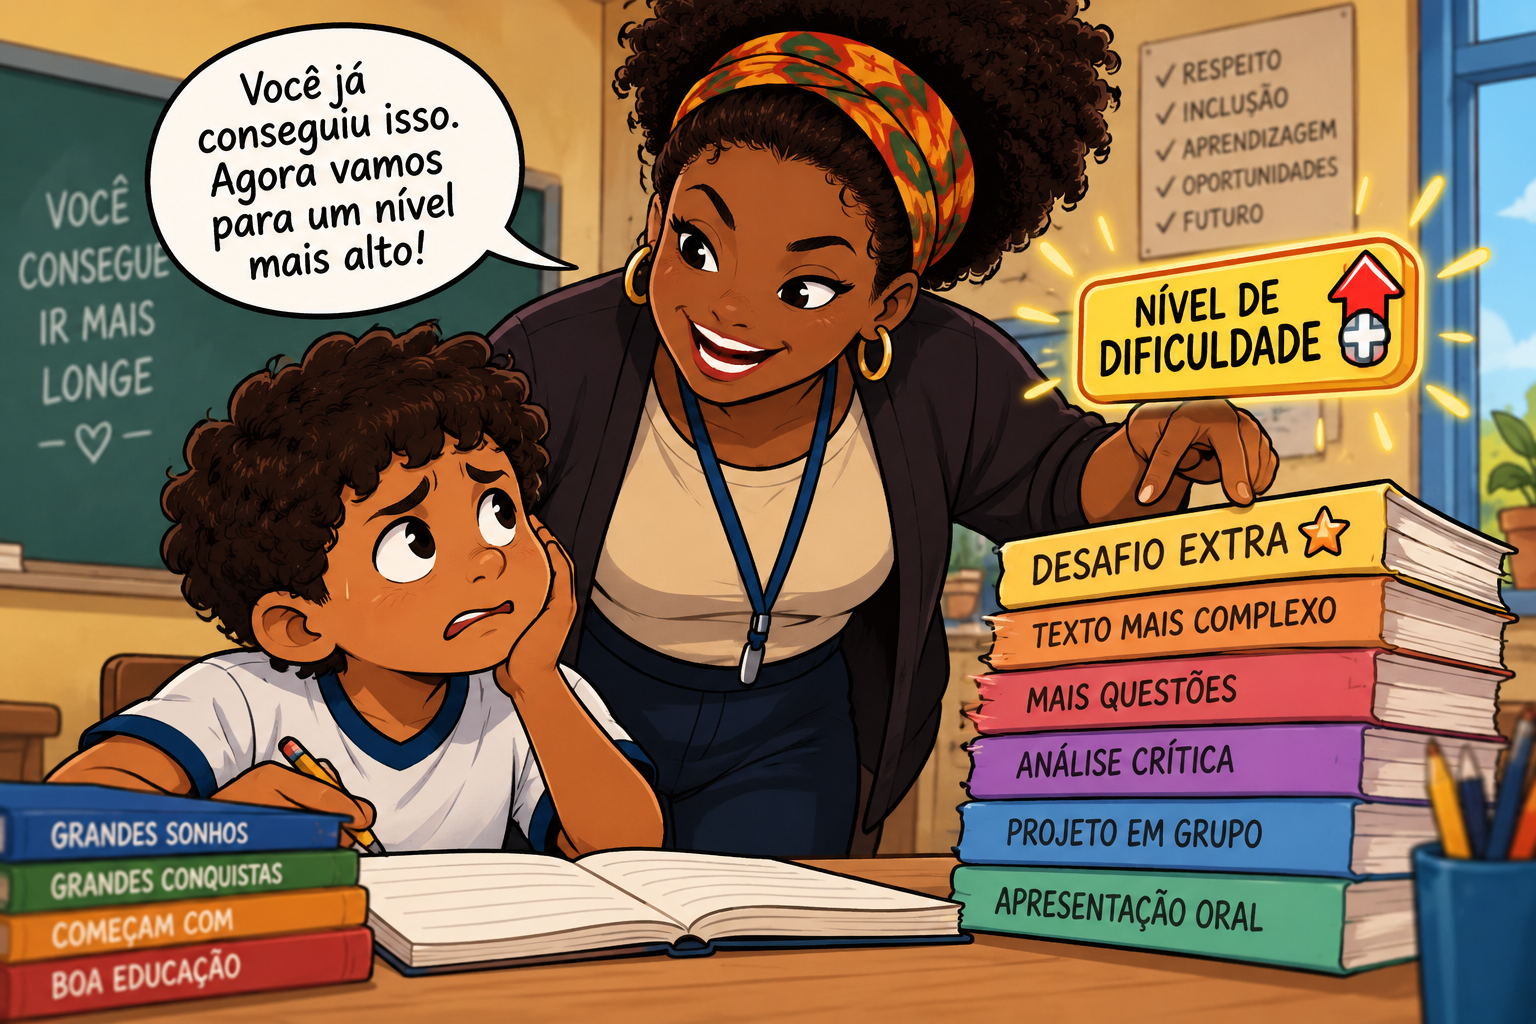 Você já
conseguiu isso.
Agora vamos
para um nível
mais alto!
VOCÊ
CONSEGUE
IR MAIS
LONGE
✓ RESPEITO
✓ INCLUSÃO
✓ APRENDIZAGEM
✓ OPORTUNIDADES
✓ FUTURO
NÍVEL DE
DIFICULDADE
DESAFIO EXTRA
TEXTO MAIS COMPLEXO
MAIS QUESTÕES
ANÁLISE CRÍTICA
PROJETO EM GRUPO
APRESENTAÇÃO ORAL
GRANDES SONHOS
GRANDES CONQUISTAS
COMEÇAM COM
BOA EDUCAÇÃO